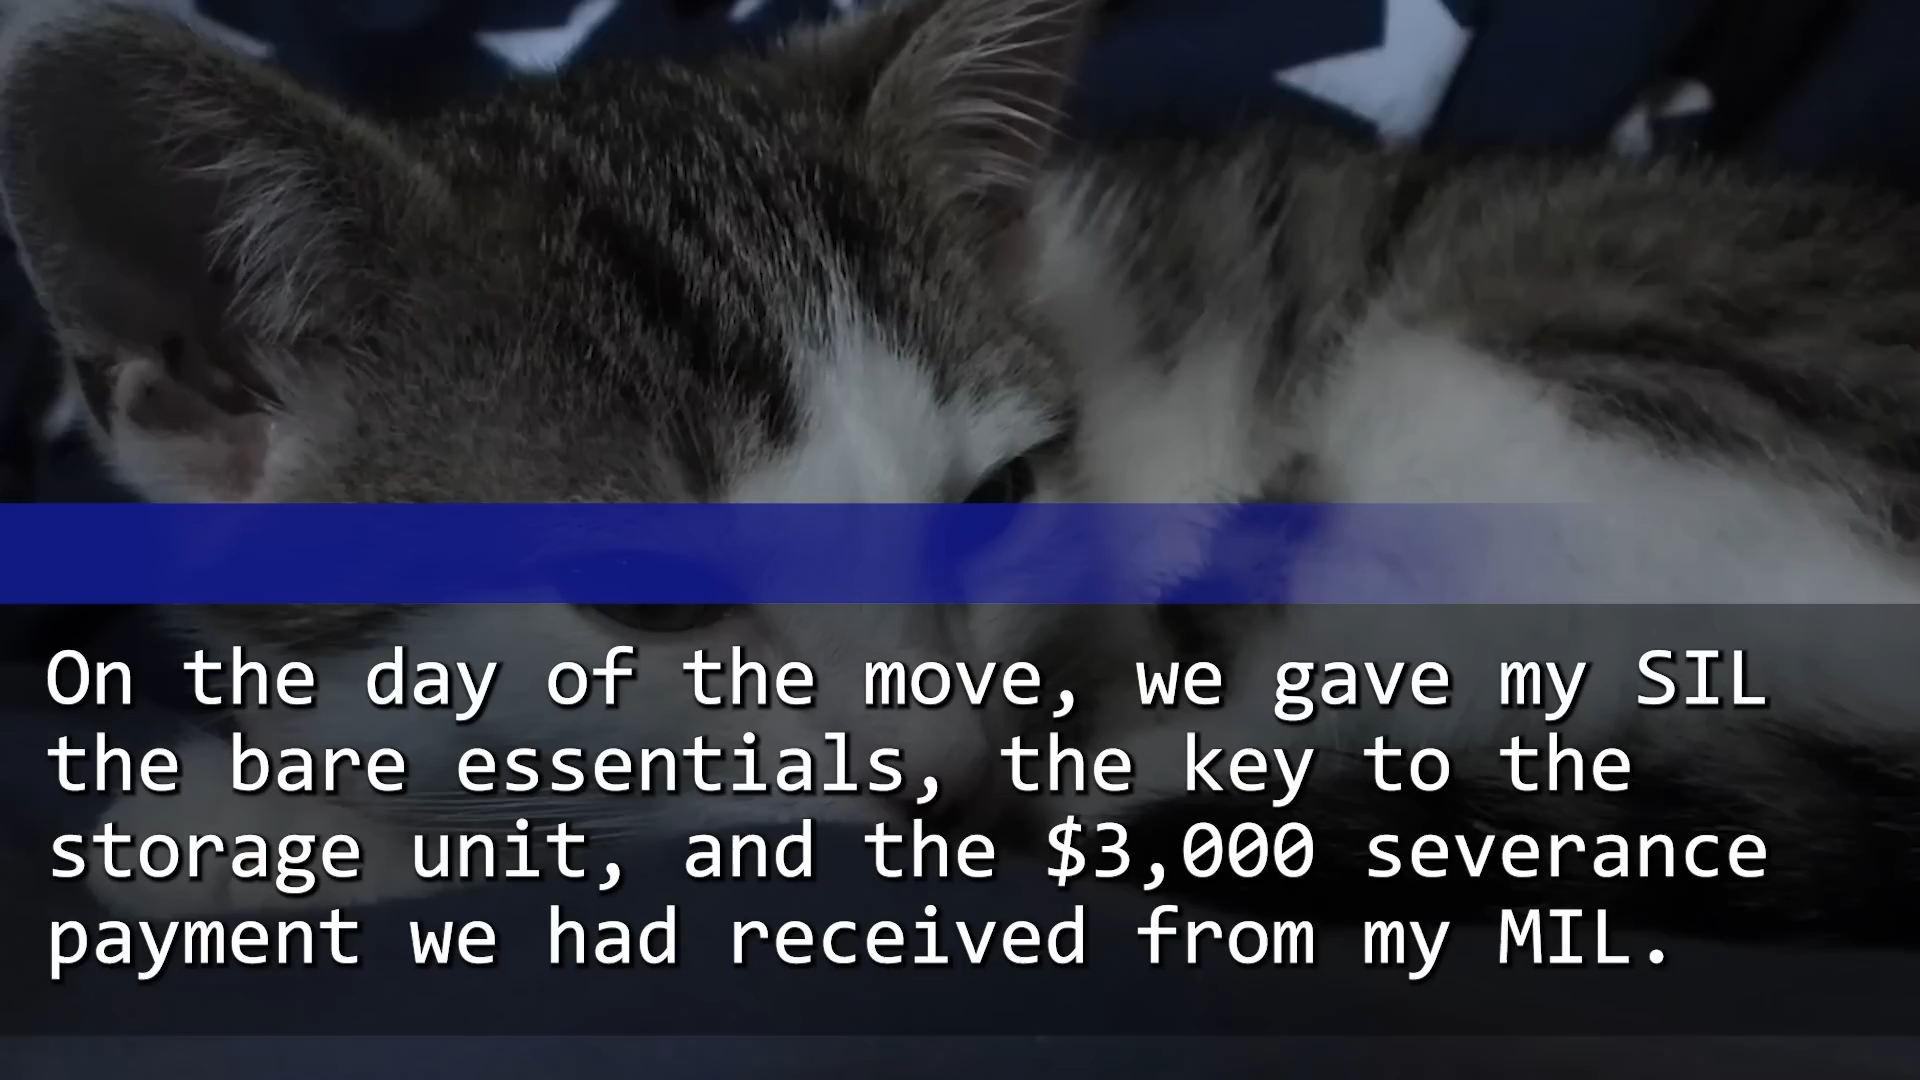 On the day of the move, we gave my SIL
the bare essentials, the key to the
storage unit, and the $3,000 severance
payment we had received from my MIL.